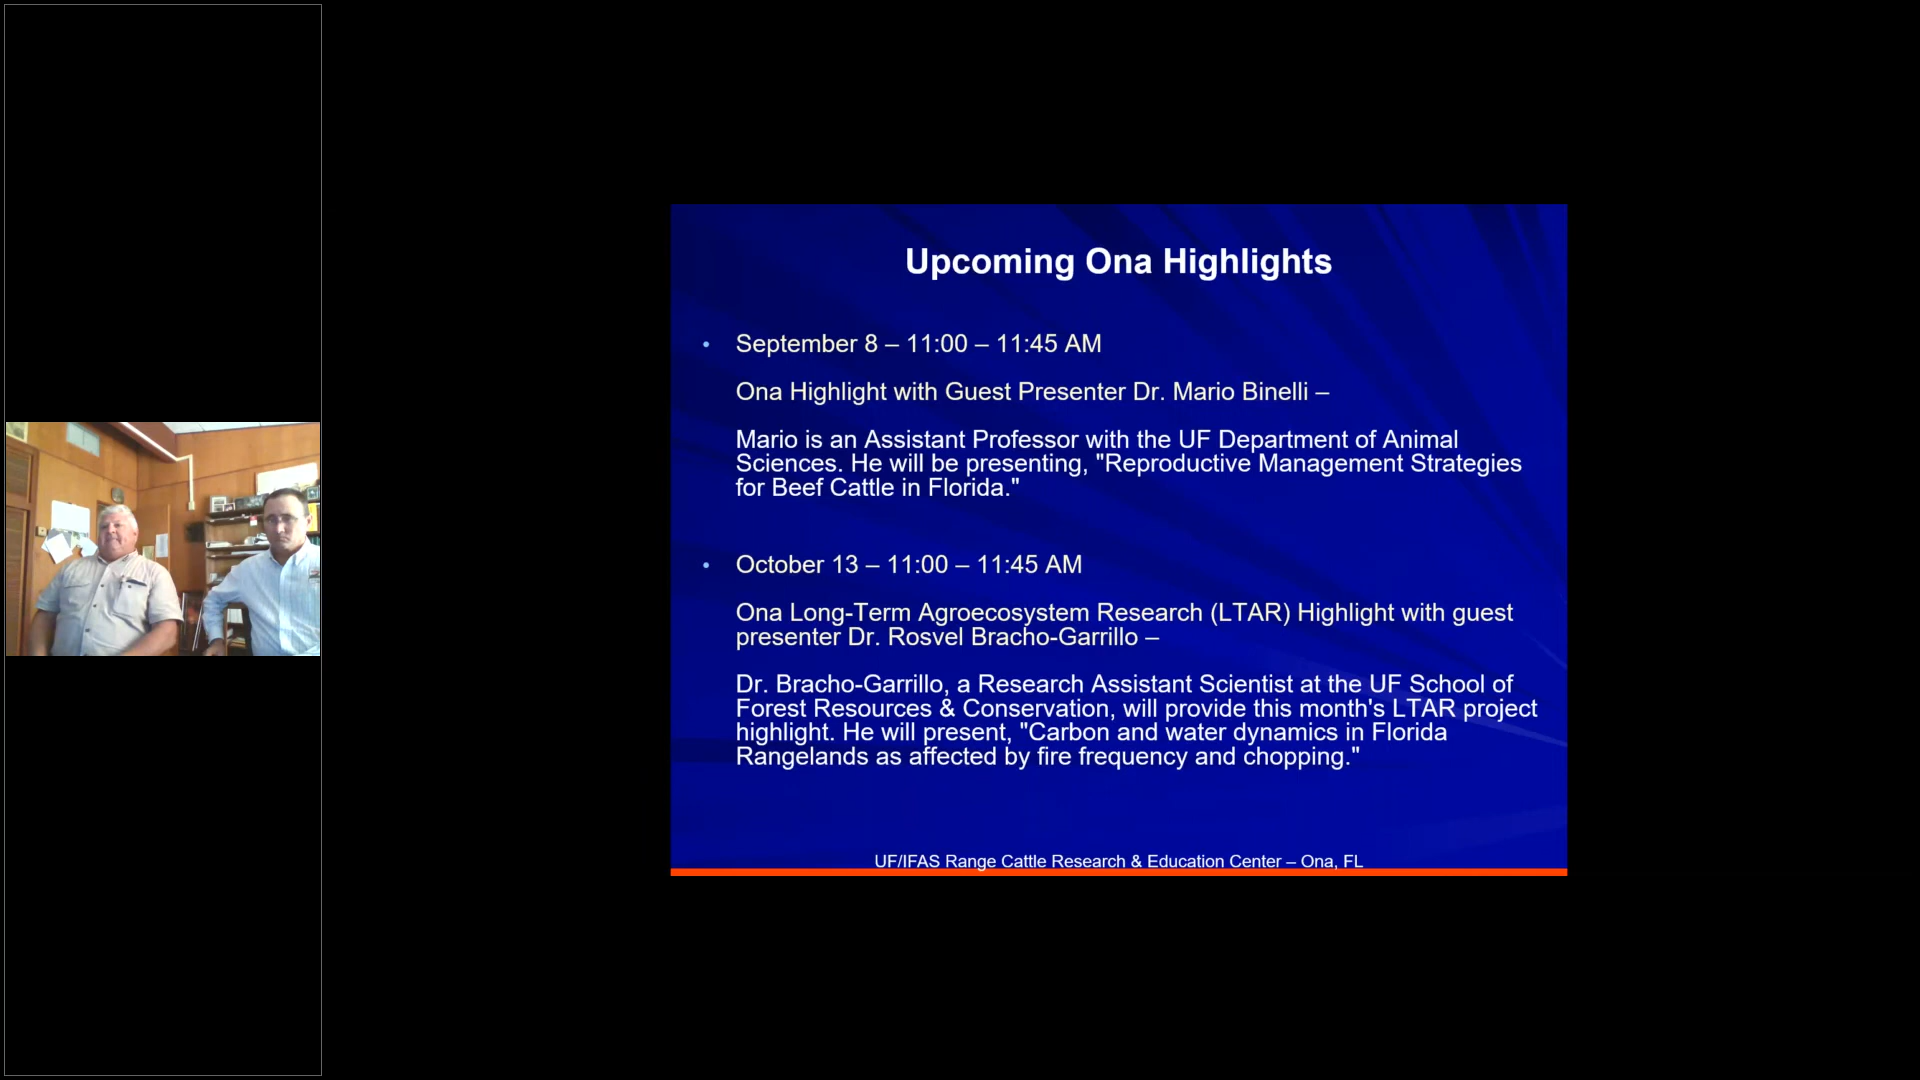 Upcoming Ona Highlights
• September 8 – 11:00 – 11:45 AM
Ona Highlight with Guest Presenter Dr. Mario Binelli –
Mario is an Assistant Professor with the UF Department of Animal
Sciences. He will be presenting, "Reproductive Management Strategies
for Beef Cattle in Florida."
• October 13 – 11:00 – 11:45 AM
Ona Long-Term Agroecosystem Research (LTAR) Highlight with guest
presenter Dr. Rosvel Bracho-Garrillo –
Dr. Bracho-Garrillo, a Research Assistant Scientist at the UF School of
Forest Resources & Conservation, will provide this month's LTAR project
highlight. He will present, "Carbon and water dynamics in Florida
Rangelands as affected by fire frequency and chopping."
UF/IFAS Range Cattle Research & Education Center – Ona, FL